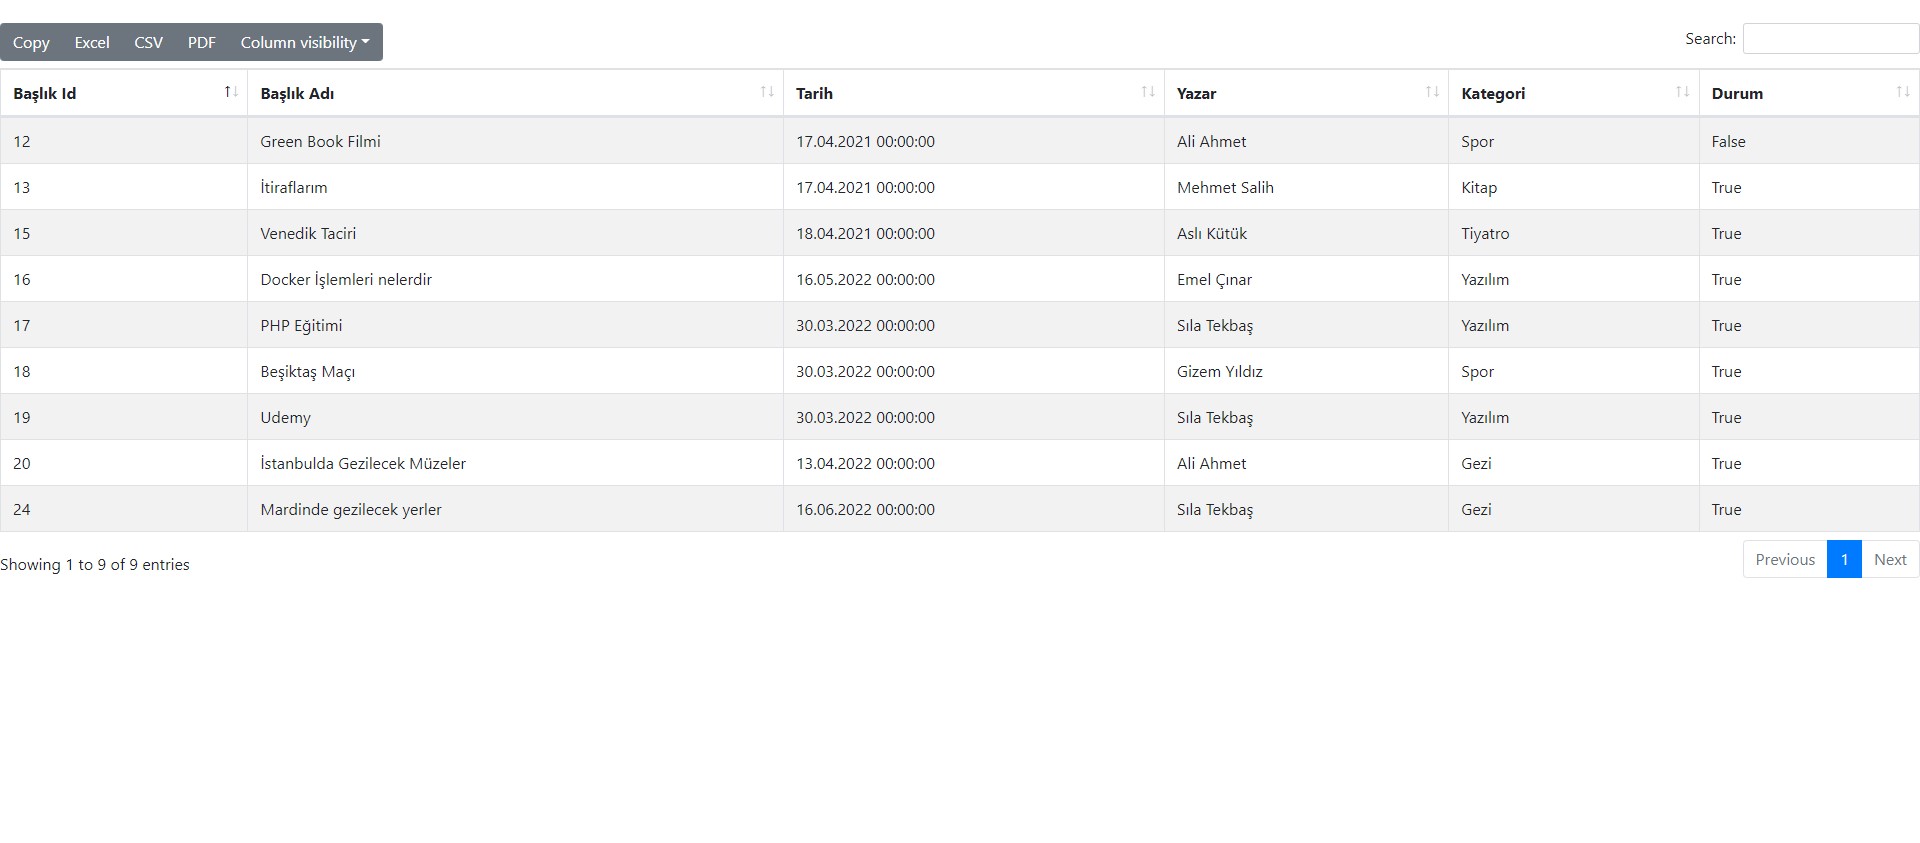 Copy Excel CSV PDF Column visibility Search:
Başlık Id Başlık Adı Tarih Yazar Kategori Durum
12 Green Book Filmi 17.04.2021 00:00:00 Ali Ahmet Spor False
13 İtiraflarım 17.04.2021 00:00:00 Mehmet Salih Kitap True
15 Venedik Taciri 18.04.2021 00:00:00 Aslı Kütük Tiyatro True
16 Docker İşlemleri nelerdir 16.05.2022 00:00:00 Emel Çınar Yazılım True
17 PHP Eğitimi 30.03.2022 00:00:00 Sıla Tekbaş Yazılım True
18 Beşiktaş Maçı 30.03.2022 00:00:00 Gizem Yıldız Spor True
19 Udemy 30.03.2022 00:00:00 Sıla Tekbaş Yazılım True
20 İstanbulda Gezilecek Müzeler 13.04.2022 00:00:00 Ali Ahmet Gezi True
24 Mardinde gezilecek yerler 16.06.2022 00:00:00 Sıla Tekbaş Gezi True
Showing 1 to 9 of 9 entries Previous 1 Next